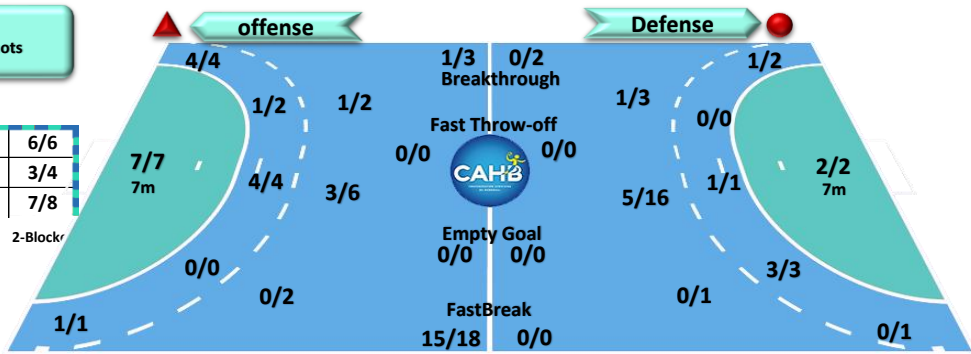 offense
Defense
ots
4/4
1/3 0/2
1/2
Breakthrough
1/2
1/2
1/3
0/0
Fast Throw-off
0/0
0/0
6/6
3/4
7/8
2-Blocke
7/7
7m
CAHB
2/2
7m
4/4
3/6
5/16
1/1
Empty Goal
0/0 0/0
0/0
3/3
0/2
0/1
FastBreak
1/1
15/18 0/0
0/1